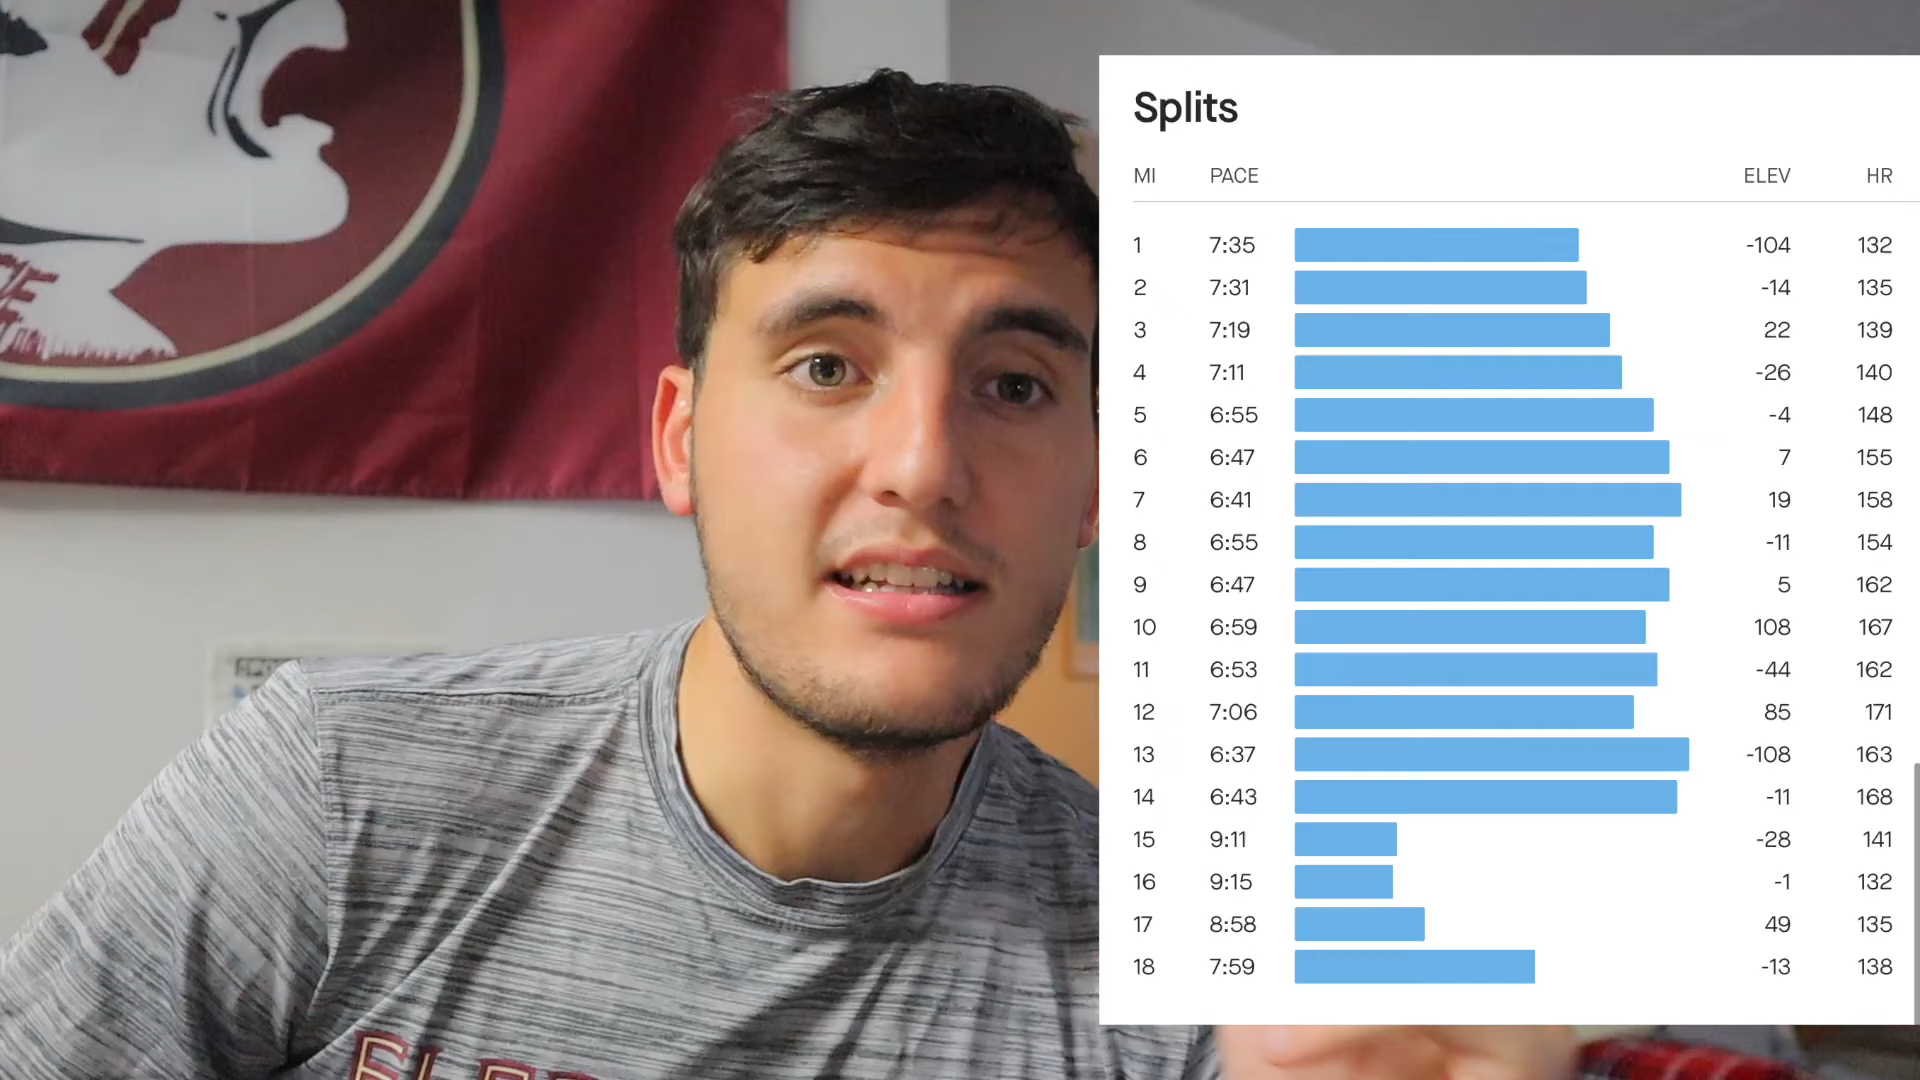 Splits
MI PACE ELEV HR
1 7:35 -104 132
2 7:31 -14 135
3 7:19 22 139
4 7:11 -26 140
5 6:55 -4 148
6 6:47 7 155
7 6:41 19 158
8 6:55 -11 154
9 6:47 5 162
10 6:59 108 167
11 6:53 -44 162
12 7:06 85 171
13 6:37 -108 163
14 6:43 -11 168
15 9:11 -28 141
16 9:15 -1 132
17 8:58 49 135
18 7:59 -13 138